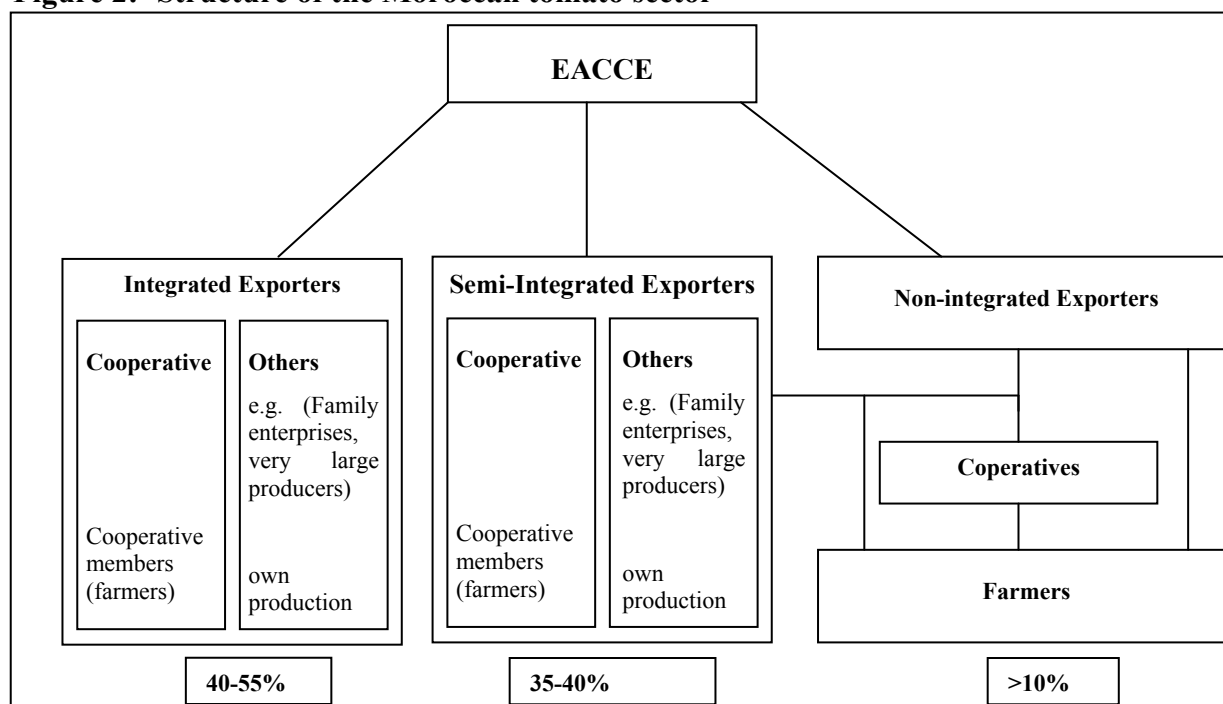 Figure 2: Structure of the Moroccan tomato sector
EACCE
Integrated Exporters
Cooperative
Cooperative
members
(farmers)
Others
e.g. (Family
enterprises,
very large
producers)
own
production
40-55%
Semi-Integrated Exporters
Cooperative
Cooperative
members
(farmers)
Others
e.g. (Family
enterprises,
very large
producers)
own
production
35-40%
Non-integrated Exporters
Coperatives
Farmers
>10%